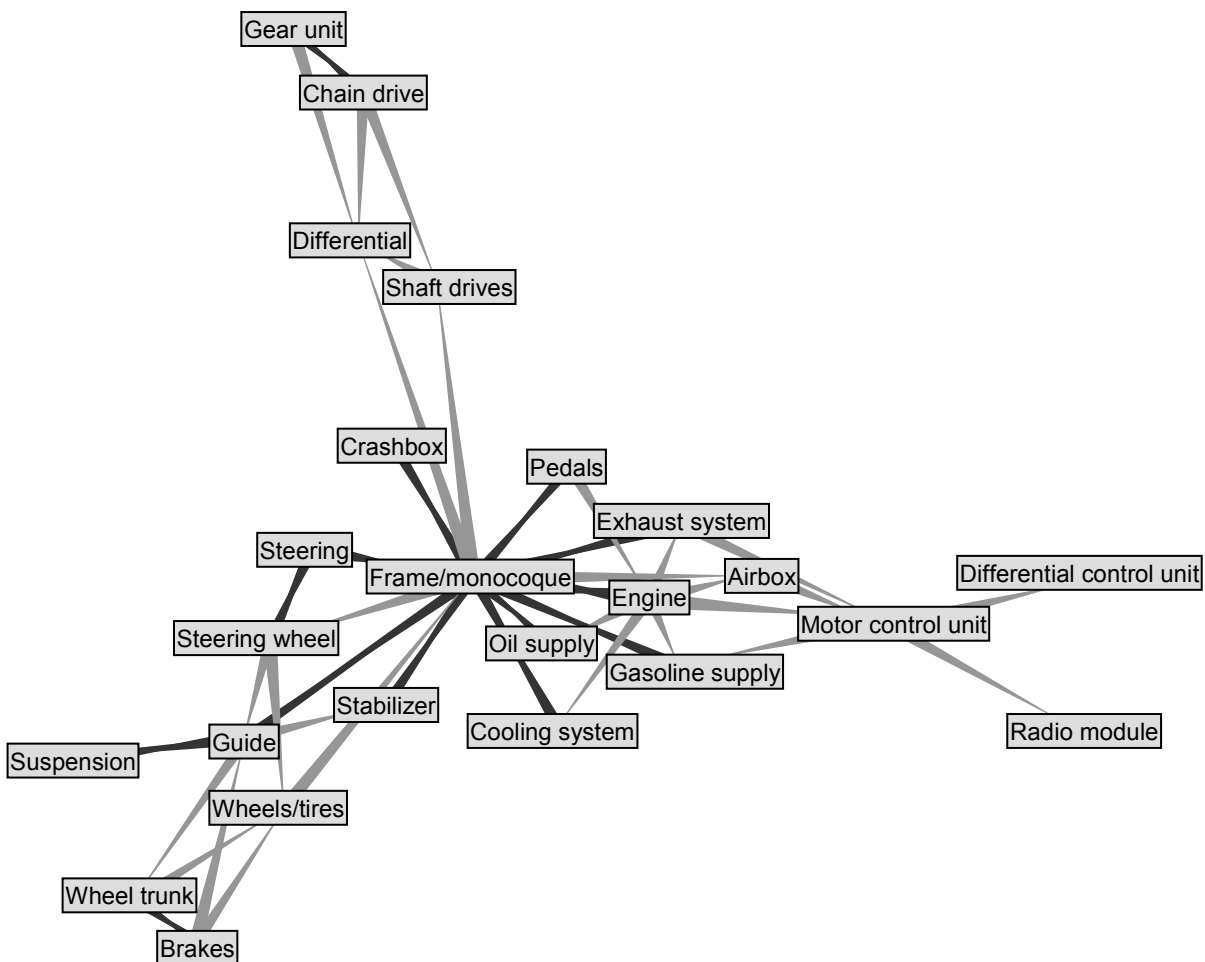 Gear unit
Chain drive
Differential
Shaft drives
Crashbox
Pedals
Exhaust system
Steering
Frame/monocoque
Airbox
Differential control unit
Engine
Motor control unit
Steering wheel
Oil supply
Gasoline supply
Stabilizer
Cooling system
Radio module
Guide
Suspension
Wheels/tires
Wheel trunk
Brakes